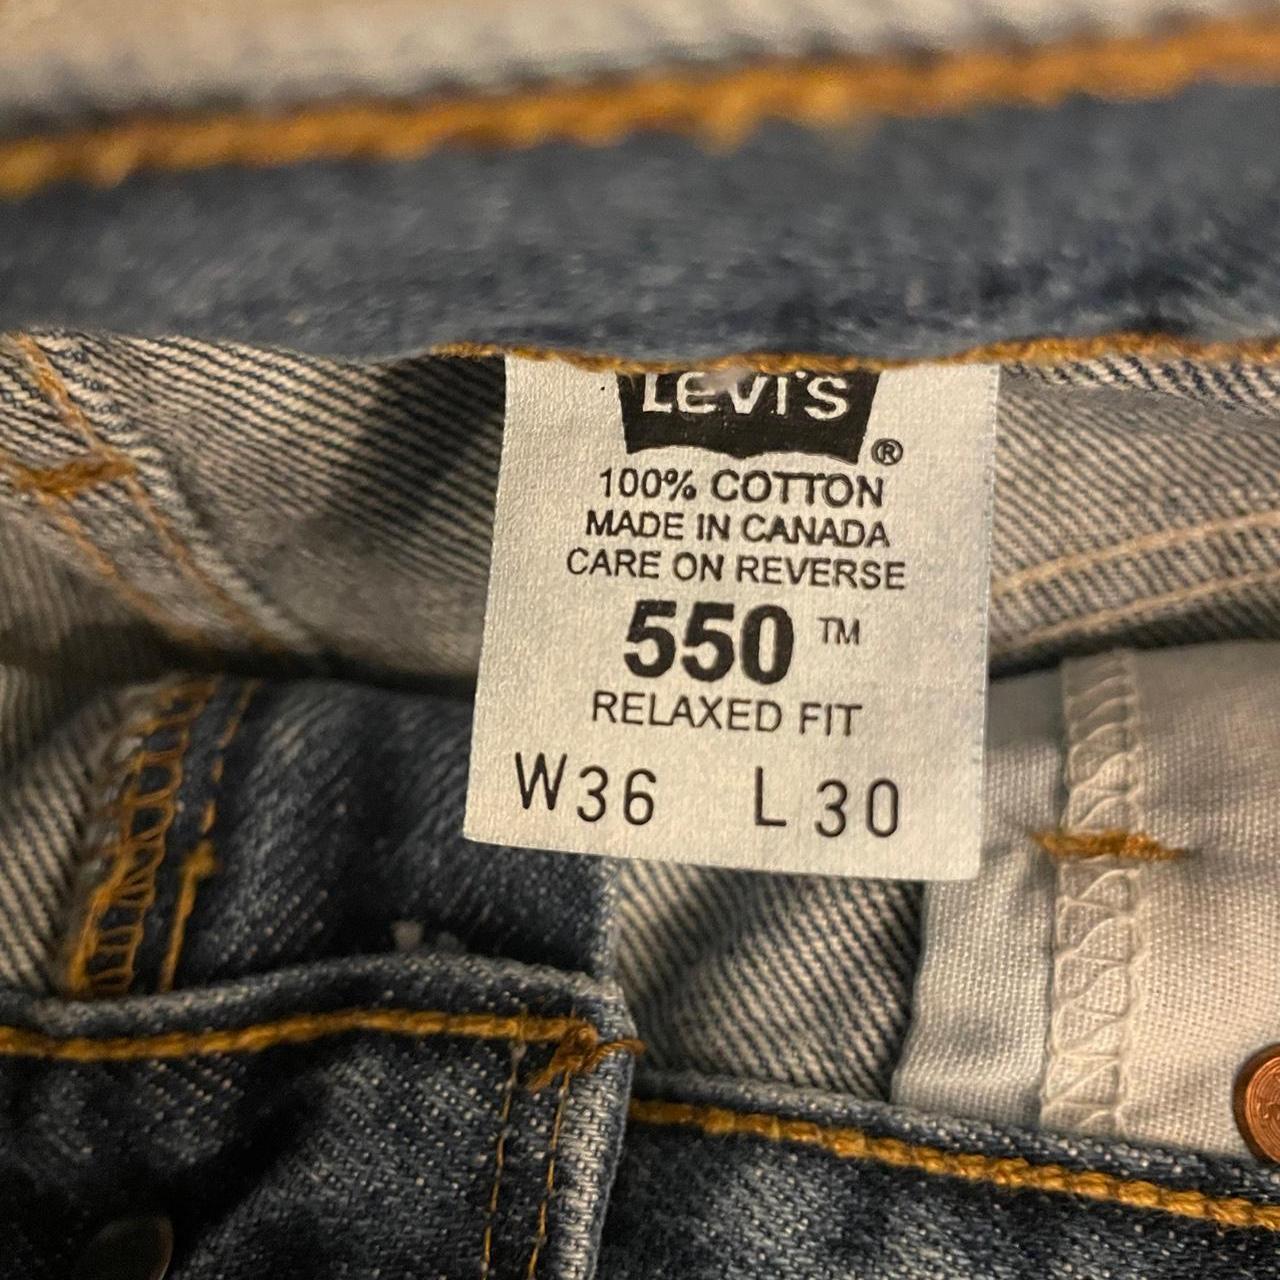 LEVI'S ®
100% COTTON
MADE IN CANADA
CARE ON REVERSE
550 ™
RELAXED FIT
W36 L30